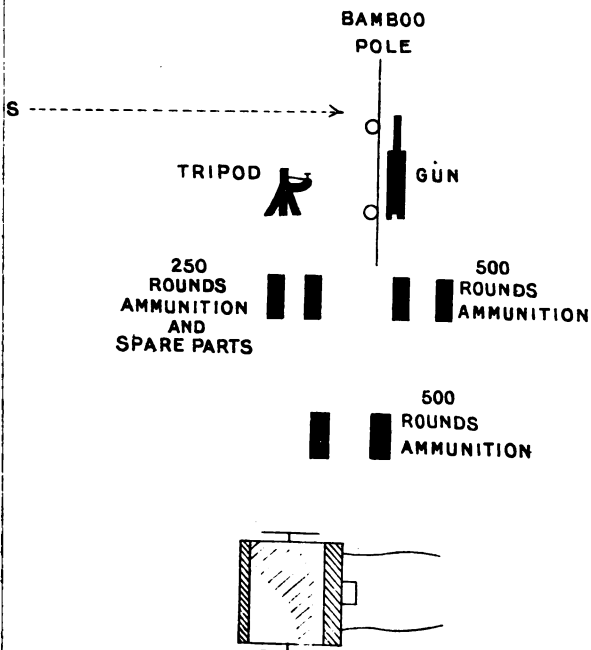 BAMBOO
POLE
S
TRIPOD
GUN
250
ROUNDS
AMMUNITION
AND
SPARE PARTS
500
ROUNDS
AMMUNITION
500
ROUNDS
AMMUNITION